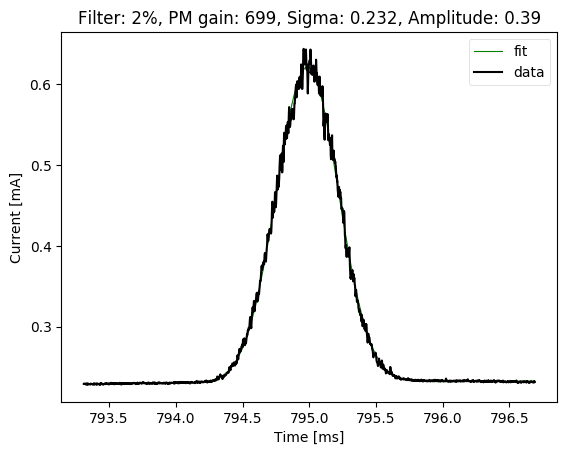 Filter: 2%, PM gain: 699, Sigma: 0.232, Amplitude: 0.39
fit
data
Current [mA]
0.6
0.5
0.4
0.3
793.5 794.0 794.5 795.0 795.5 796.0 796.5
Time [ms]